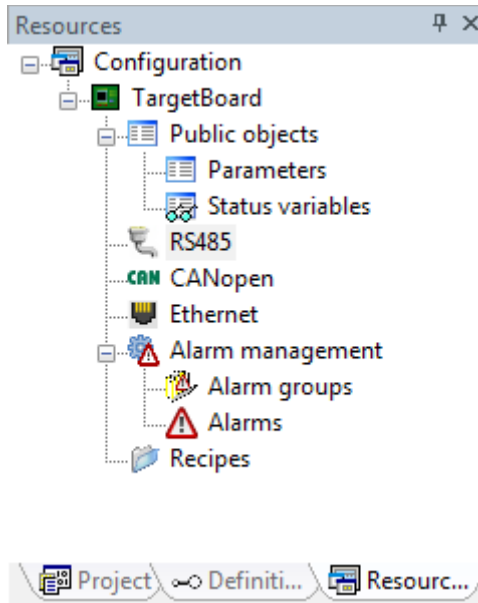 Resources
Configuration
TargetBoard
Public objects
Parameters
Status variables
RS485
CAN CANopen
Ethernet
Alarm management
Alarm groups
Alarms
Recipes
Project Definiti... Resourc...